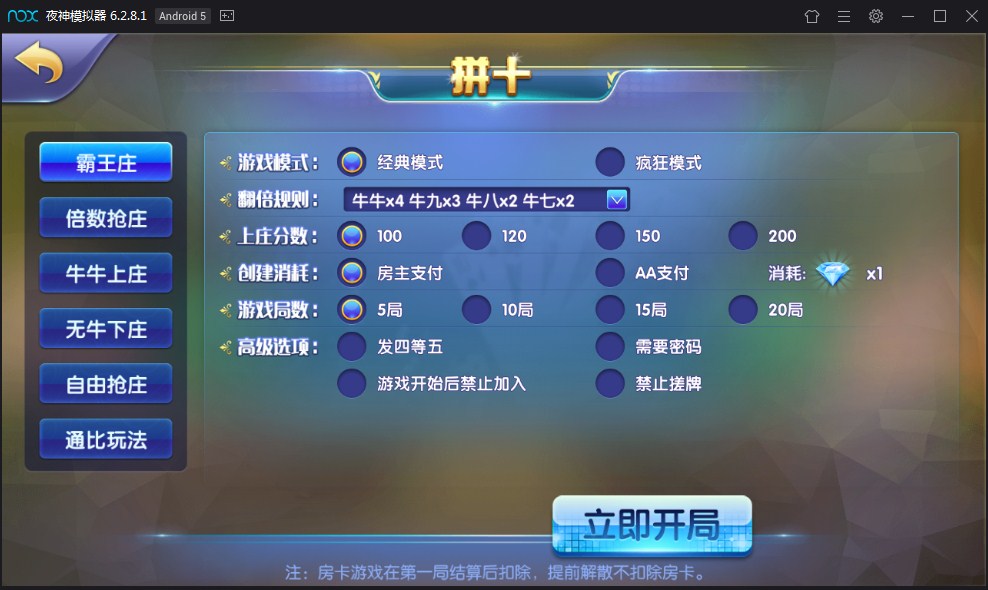 nox 夜神模拟器 6.2.8.1 Android 5
拼十
霸王庄
倍数抢庄
牛牛上庄
无牛下庄
自由抢庄
通比玩法
游戏模式： 经典模式 疯狂模式
翻倍规则： 牛牛x4 牛九x3 牛八x2 牛七x2
上庄分数： 100 120 150 200
创建消耗： 房主支付 AA支付 消耗: x1
游戏局数： 5局 10局 15局 20局
高级选项： 发四等五 需要密码
游戏开始后禁止加入 禁止搓牌
立即开局
注：房卡游戏在第一局结算后扣除，提前解散不扣除房卡。